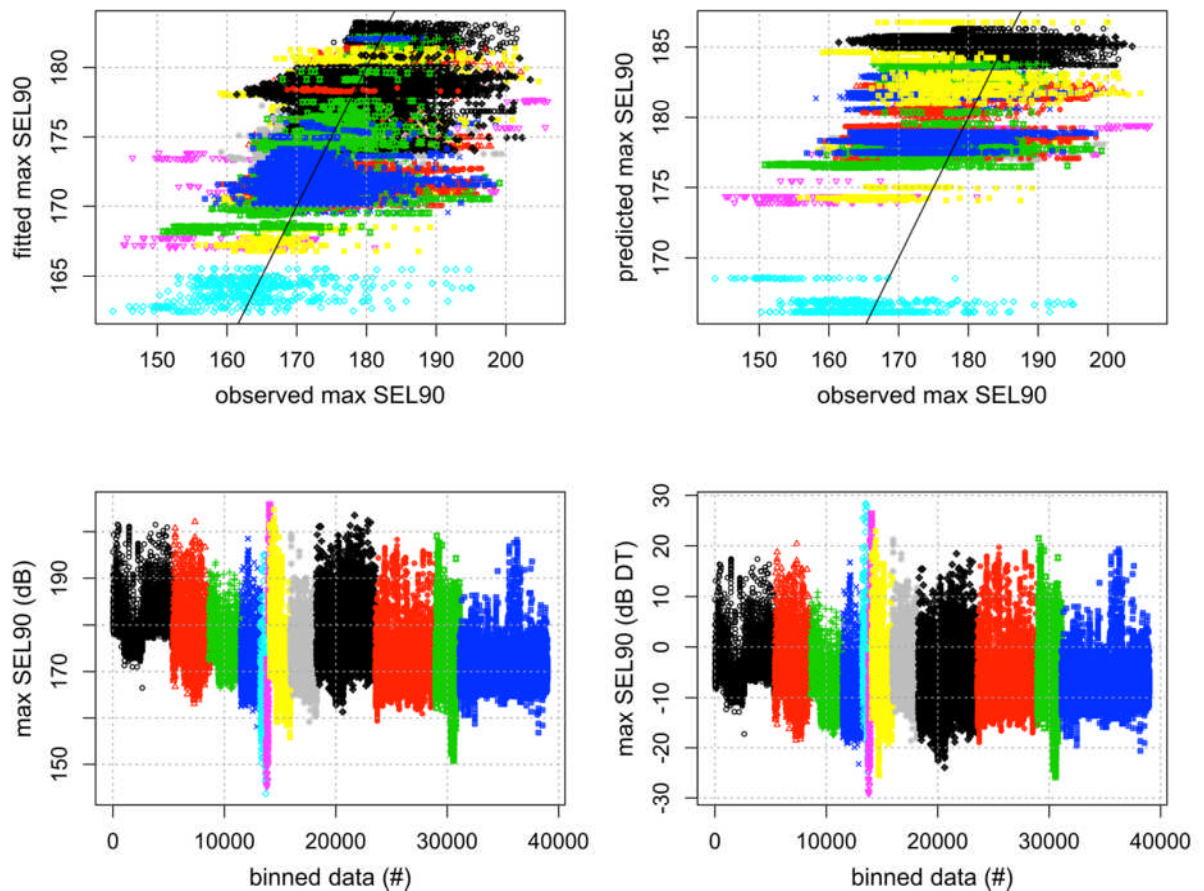 fitted max SEL90
180
175
170
165
150 160 170 180 190 200
observed max SEL90
predicted max SEL90
185
180
175
170
150 160 170 180 190 200
observed max SEL90
max SEL90 (dB)
190
170
150
0 10000 20000 30000 40000
binned data (#)
max SEL90 (dB DT)
30
20
10
0
-10
-20
-30
0 10000 20000 30000 40000
binned data (#)